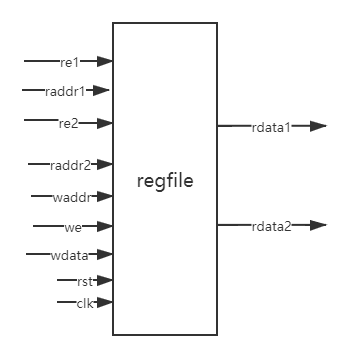 re1
raddr1
re2
raddr2
waddr
we
wdata
rst
clk
regfile
rdata1
rdata2